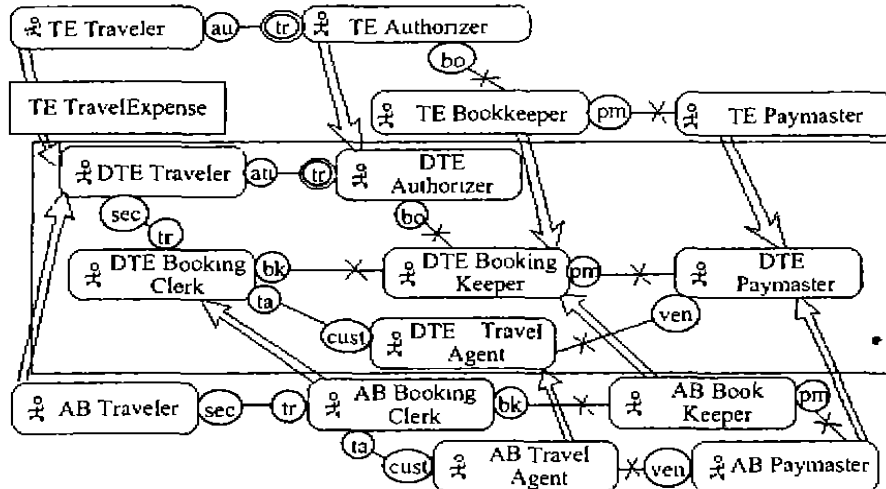 TE Traveler
au
tr
TE Authorizer
bo
TE TravelExpense
TE Bookkeeper
pm
TE Paymaster
DTE Traveler
au
tr
DTE
Authorizer
sec
tr
bo
DTE Booking
Clerk
bk
ta
DTE Booking
Keeper
pm
DTE
Paymaster
cust
DTE Travel
Agent
ven
AB Traveler
sec
tr
AB Booking
Clerk
bk
AB Book
Keeper
pm
ta
cust
AB Travel
Agent
ven
AB Paymaster